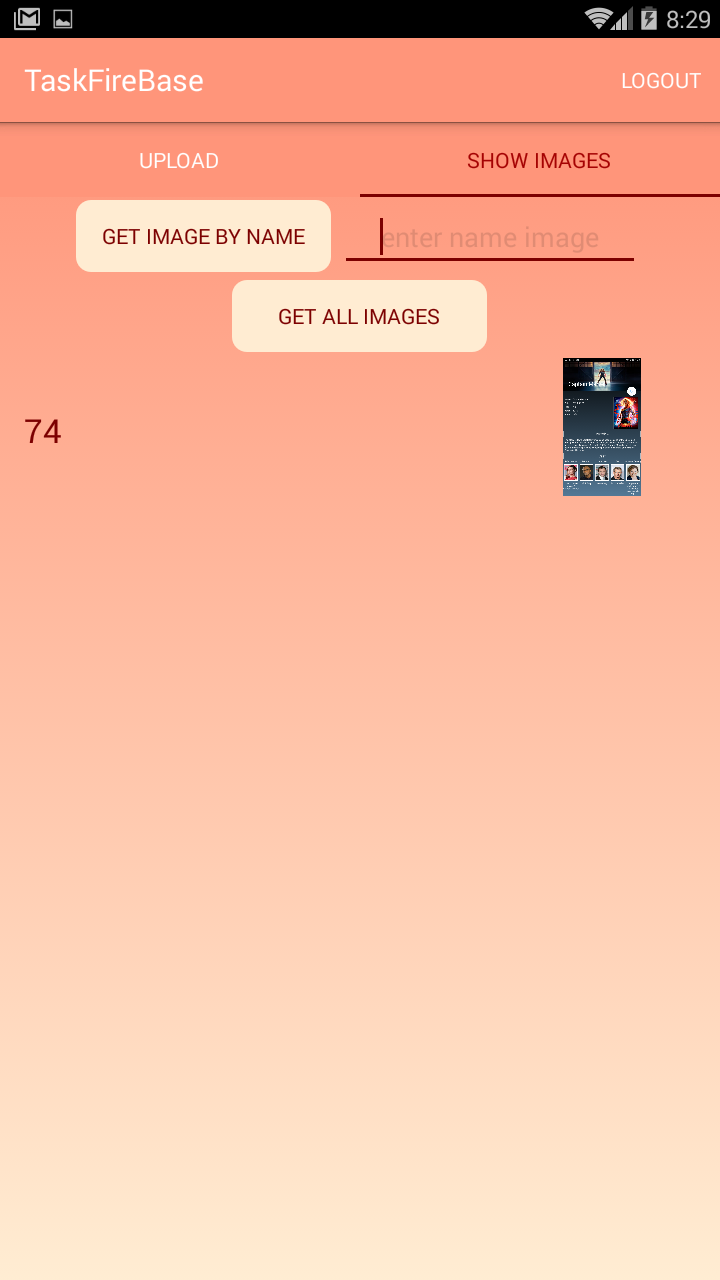 8:29
TaskFireBase LOGOUT
UPLOAD SHOW IMAGES
GET IMAGE BY NAME enter name image
GET ALL IMAGES
74